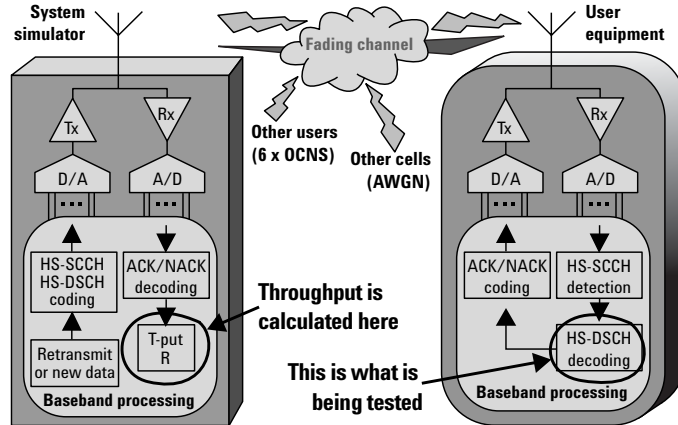 System
simulator
Fading channel
User
equipment
Tx
Rx
Other users
(6 x OCNS)
Other cells
(AWGN)
Tx
Rx
D/A
A/D
D/A
A/D
...
...
...
...
HS-SCCH
HS-DSCH
coding
ACK/NACK
decoding
ACK/NACK
coding
HS-SCCH
detection
Throughput is
calculated here
Retransmit
or new data
T-put
R
HS-DSCH
decoding
This is what is
being tested
Baseband processing
Baseband processing